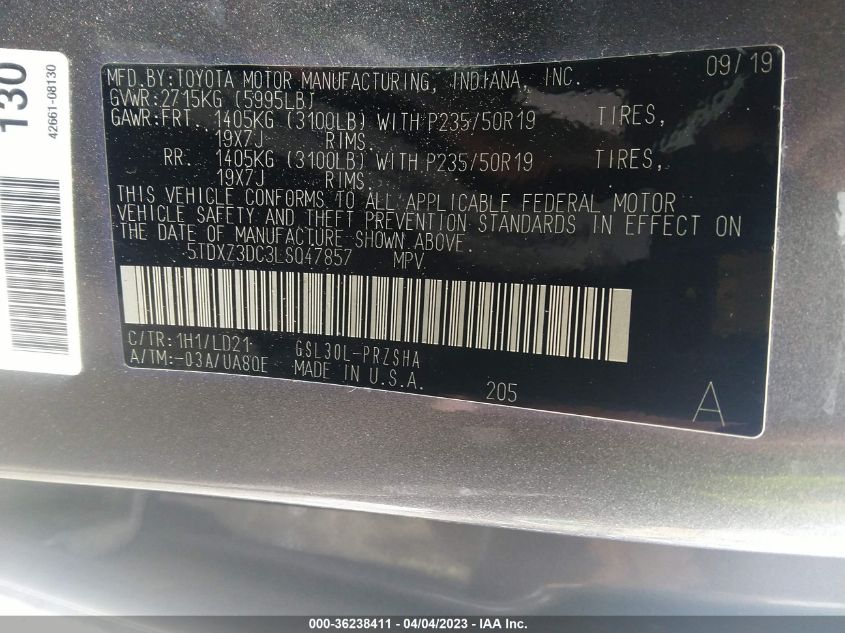 130
42661-08130
MFD.BY:TOYOTA MOTOR MANUFACTURING, INDIANA, INC. 09/19
GVWR:2715KG (5995LB)
GAWR:FRT. 1405KG (3100LB) WITH P235/50R19 TIRES,
19X7J RIMS.
RR. 1405KG (3100LB) WITH P235/50R19 TIRES,
19X7J RIMS.
THIS VEHICLE CONFORMS TO ALL APPLICABLE FEDERAL MOTOR
VEHICLE SAFETY AND THEFT PREVENTION STANDARDS IN EFFECT ON
THE DATE OF MANUFACTURE SHOWN ABOVE.
5TDXZ3DC3LS047857 MPV
C/TR:1H1/LD21 GSL30L-PRZSHA
A/TM:-03A/UA80E MADE IN U.S.A. 205
A
000-36238411 - 04/04/2023 - IAA Inc.